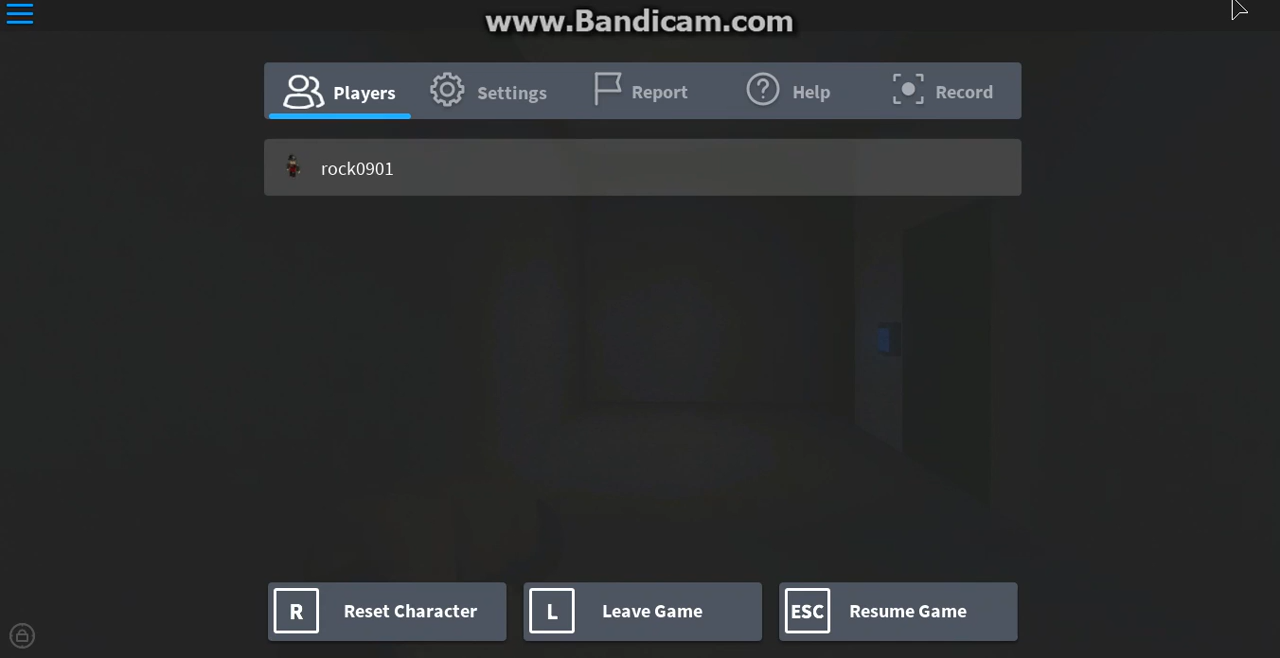 www.Bandicam.com
Players Settings Report Help Record
rock0901
R Reset Character L Leave Game ESC Resume Game